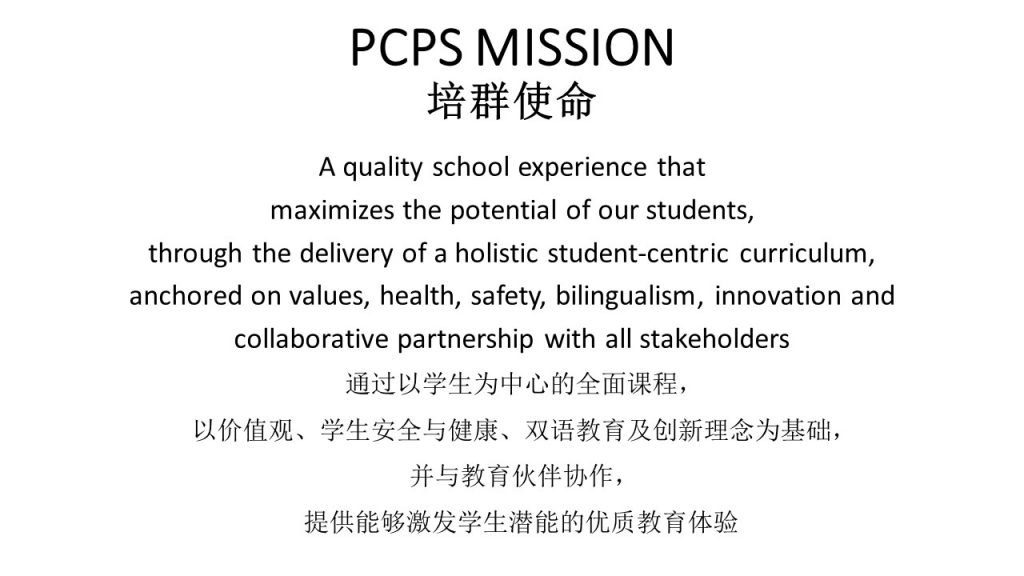 PCPS MISSION
培群使命
A quality school experience that
maximizes the potential of our students,
through the delivery of a holistic student-centric curriculum,
anchored on values, health, safety, bilingualism, innovation and
collaborative partnership with all stakeholders
通过以学生为中心的全面课程，
以价值观、学生安全与健康、双语教育及创新理念为基础，
并与教育伙伴协作，
提供能够激发学生潜能的优质教育体验